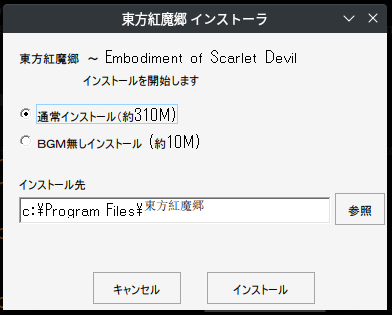 東方紅魔郷 インストーラ
東方紅魔郷 ～ Embodiment of Scarlet Devil
インストールを開始します
通常インストール(約310M)
BGM無しインストール (約10M)
インストール先
c:¥Program Files¥東方紅魔郷
参照
キャンセル
インストール